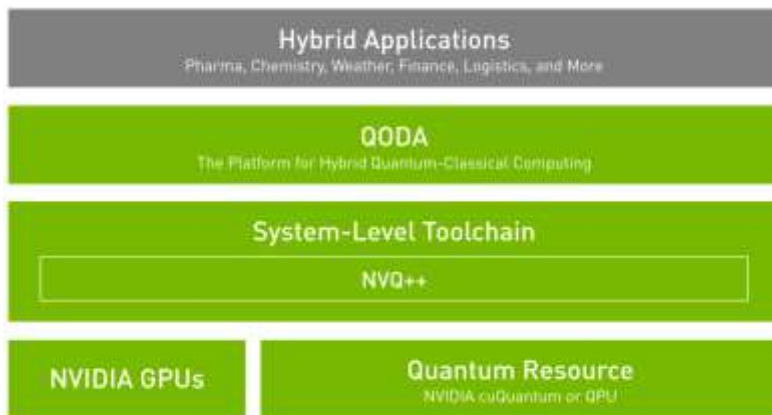 Hybrid Applications
Pharma, Chemistry, Weather, Finance, Logistics, and More
QODA
The Platform for Hybrid Quantum-Classical Computing
System-Level Toolchain
NVQ++
NVIDIA GPUs
Quantum Resource
NVIDIA cuQuantum or QPU